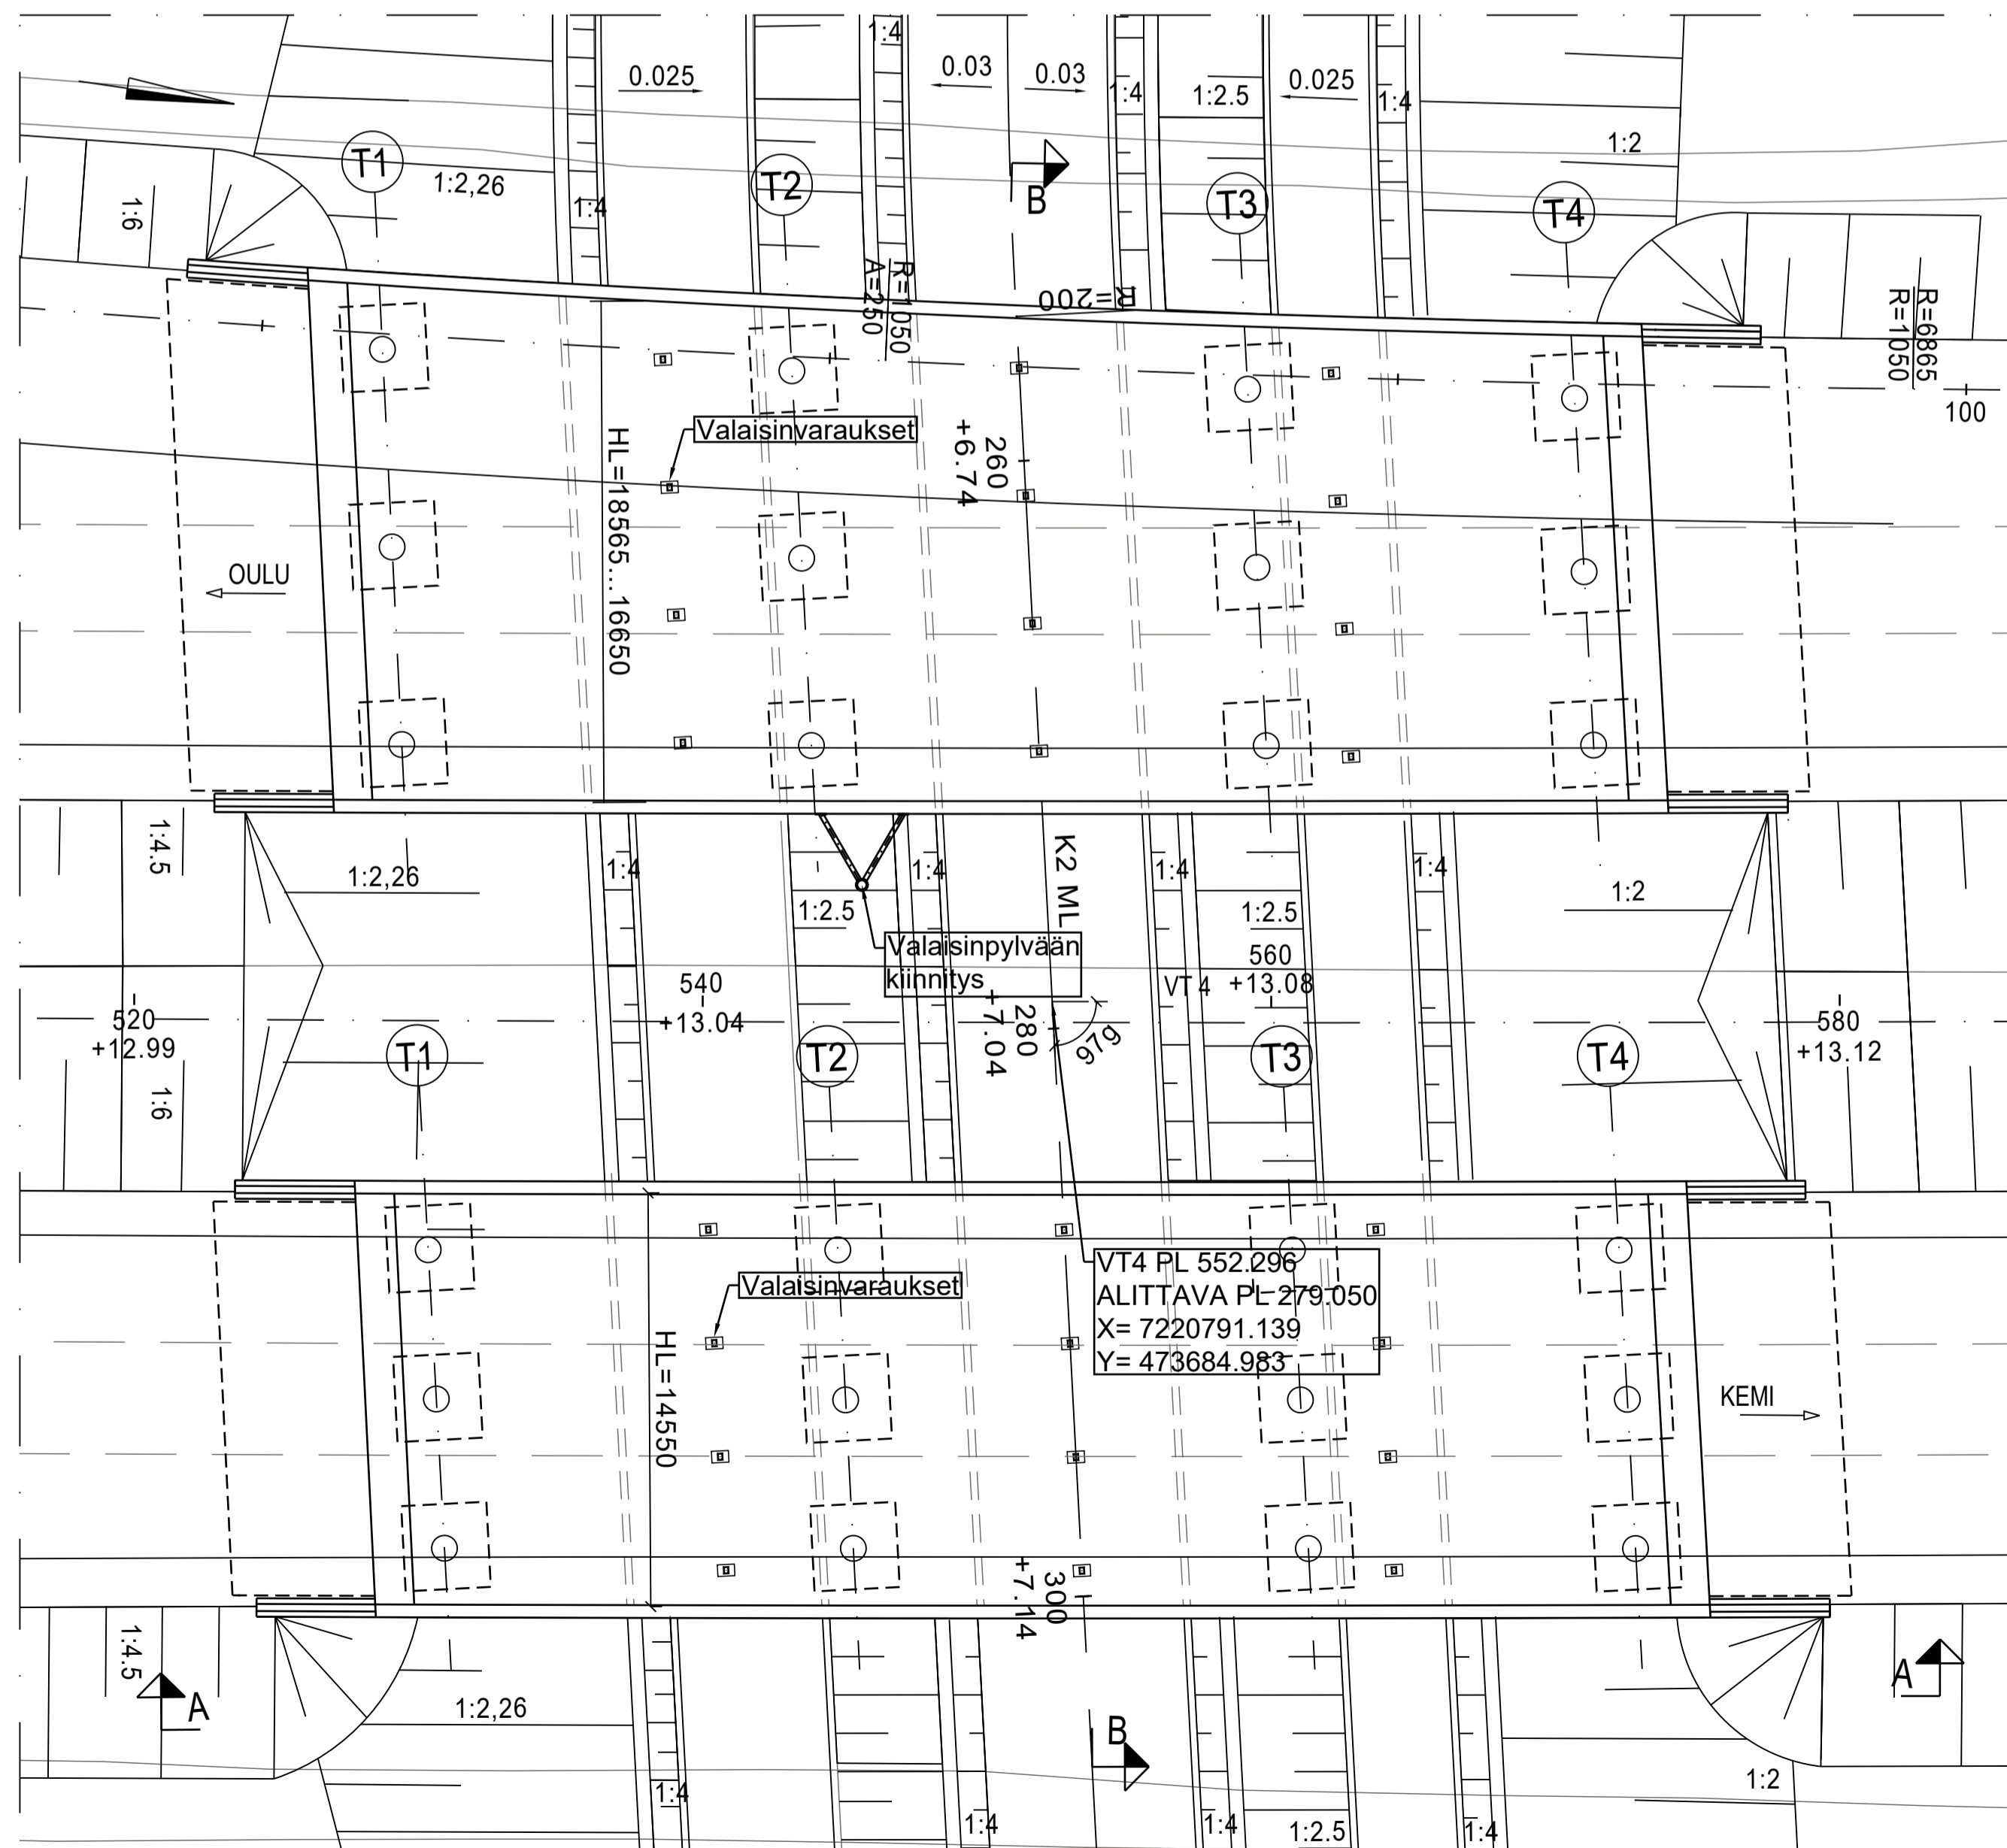 1:4
0.025
0.03
0.03
1:4
1:2.5
0.025
1:4
1:2
T1
1:2,26
T2
B
T3
T4
1:6
1:4
R=1050
A=250
R=200
R=6865
R=1050
100
Valaisinvaraukset
HL=18565...16650
260
+6.74
OULU
1:4.5
1:2,26
1:4
1:2.5
1:4
K2 ML
1:4
1:2.5
1:4
1:2
Valaisinpylvään
kiinnitys
540
+13.04
560
+13.08
VT 4
520
+12.99
280
+7.04
979
580
+13.12
T1
T2
T3
T4
1:6
VT4 PL 552.296
ALITTAVA PL 279.050
X= 7220791.139
Y= 473684.983
Valaisinvaraukset
HL=14550
KEMI
300
+7.14
1:4.5
A
1:2,26
B
A
1:4
1:4
1:4
1:2.5
1:4
1:2